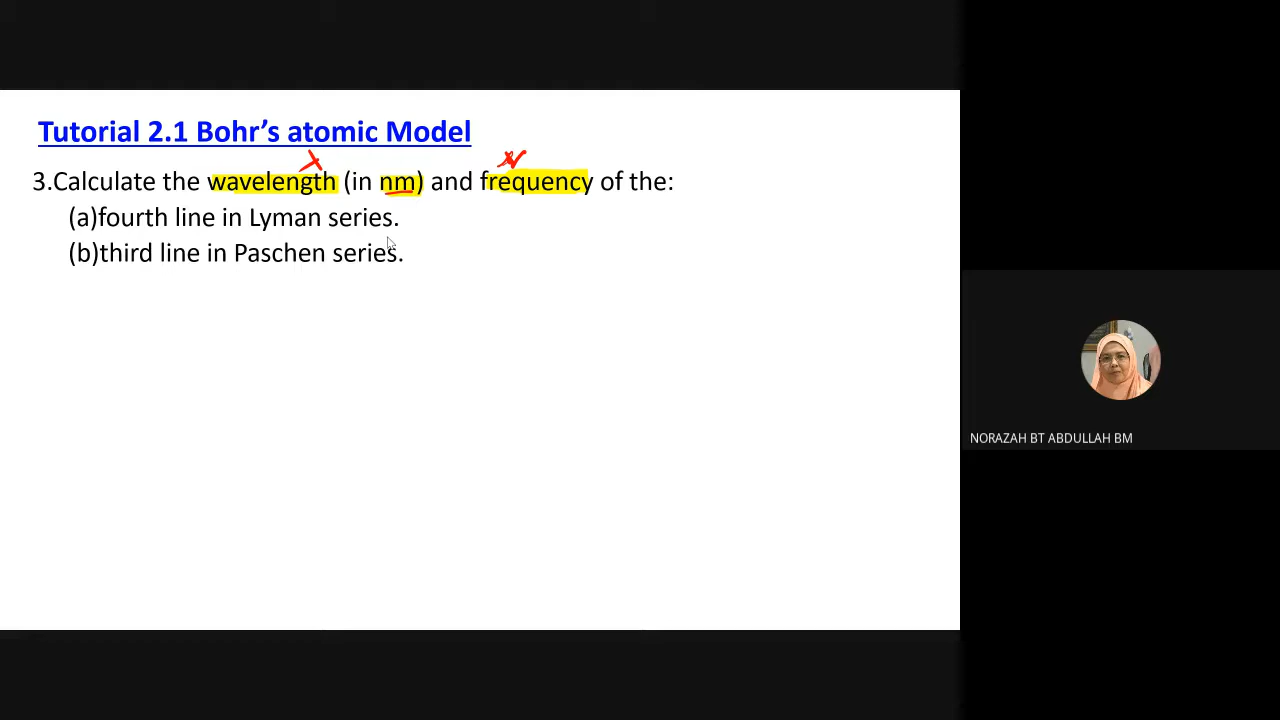 Tutorial 2.1 Bohr’s atomic Model
λ ν
3.Calculate the wavelength (in nm) and frequency of the:
(a)fourth line in Lyman series.
(b)third line in Paschen series.
NORAZAH BT ABDULLAH BM